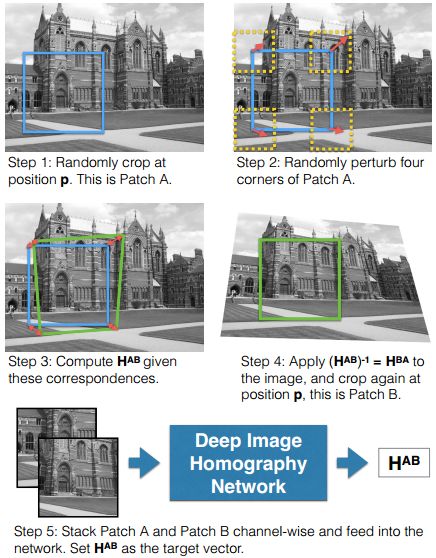 Step 1: Randomly crop at
position p. This is Patch A.
Step 2: Randomly perturb four
corners of Patch A.
Step 3: Compute Hᴬᴮ given
these correspondences.
Step 4: Apply (Hᴬᴮ)⁻¹ = Hᴮᴬ to
the image, and crop again at
position p, this is Patch B.
Deep Image
Homography
Network
Hᴬᴮ
Step 5: Stack Patch A and Patch B channel-wise and feed into the
network. Set Hᴬᴮ as the target vector.